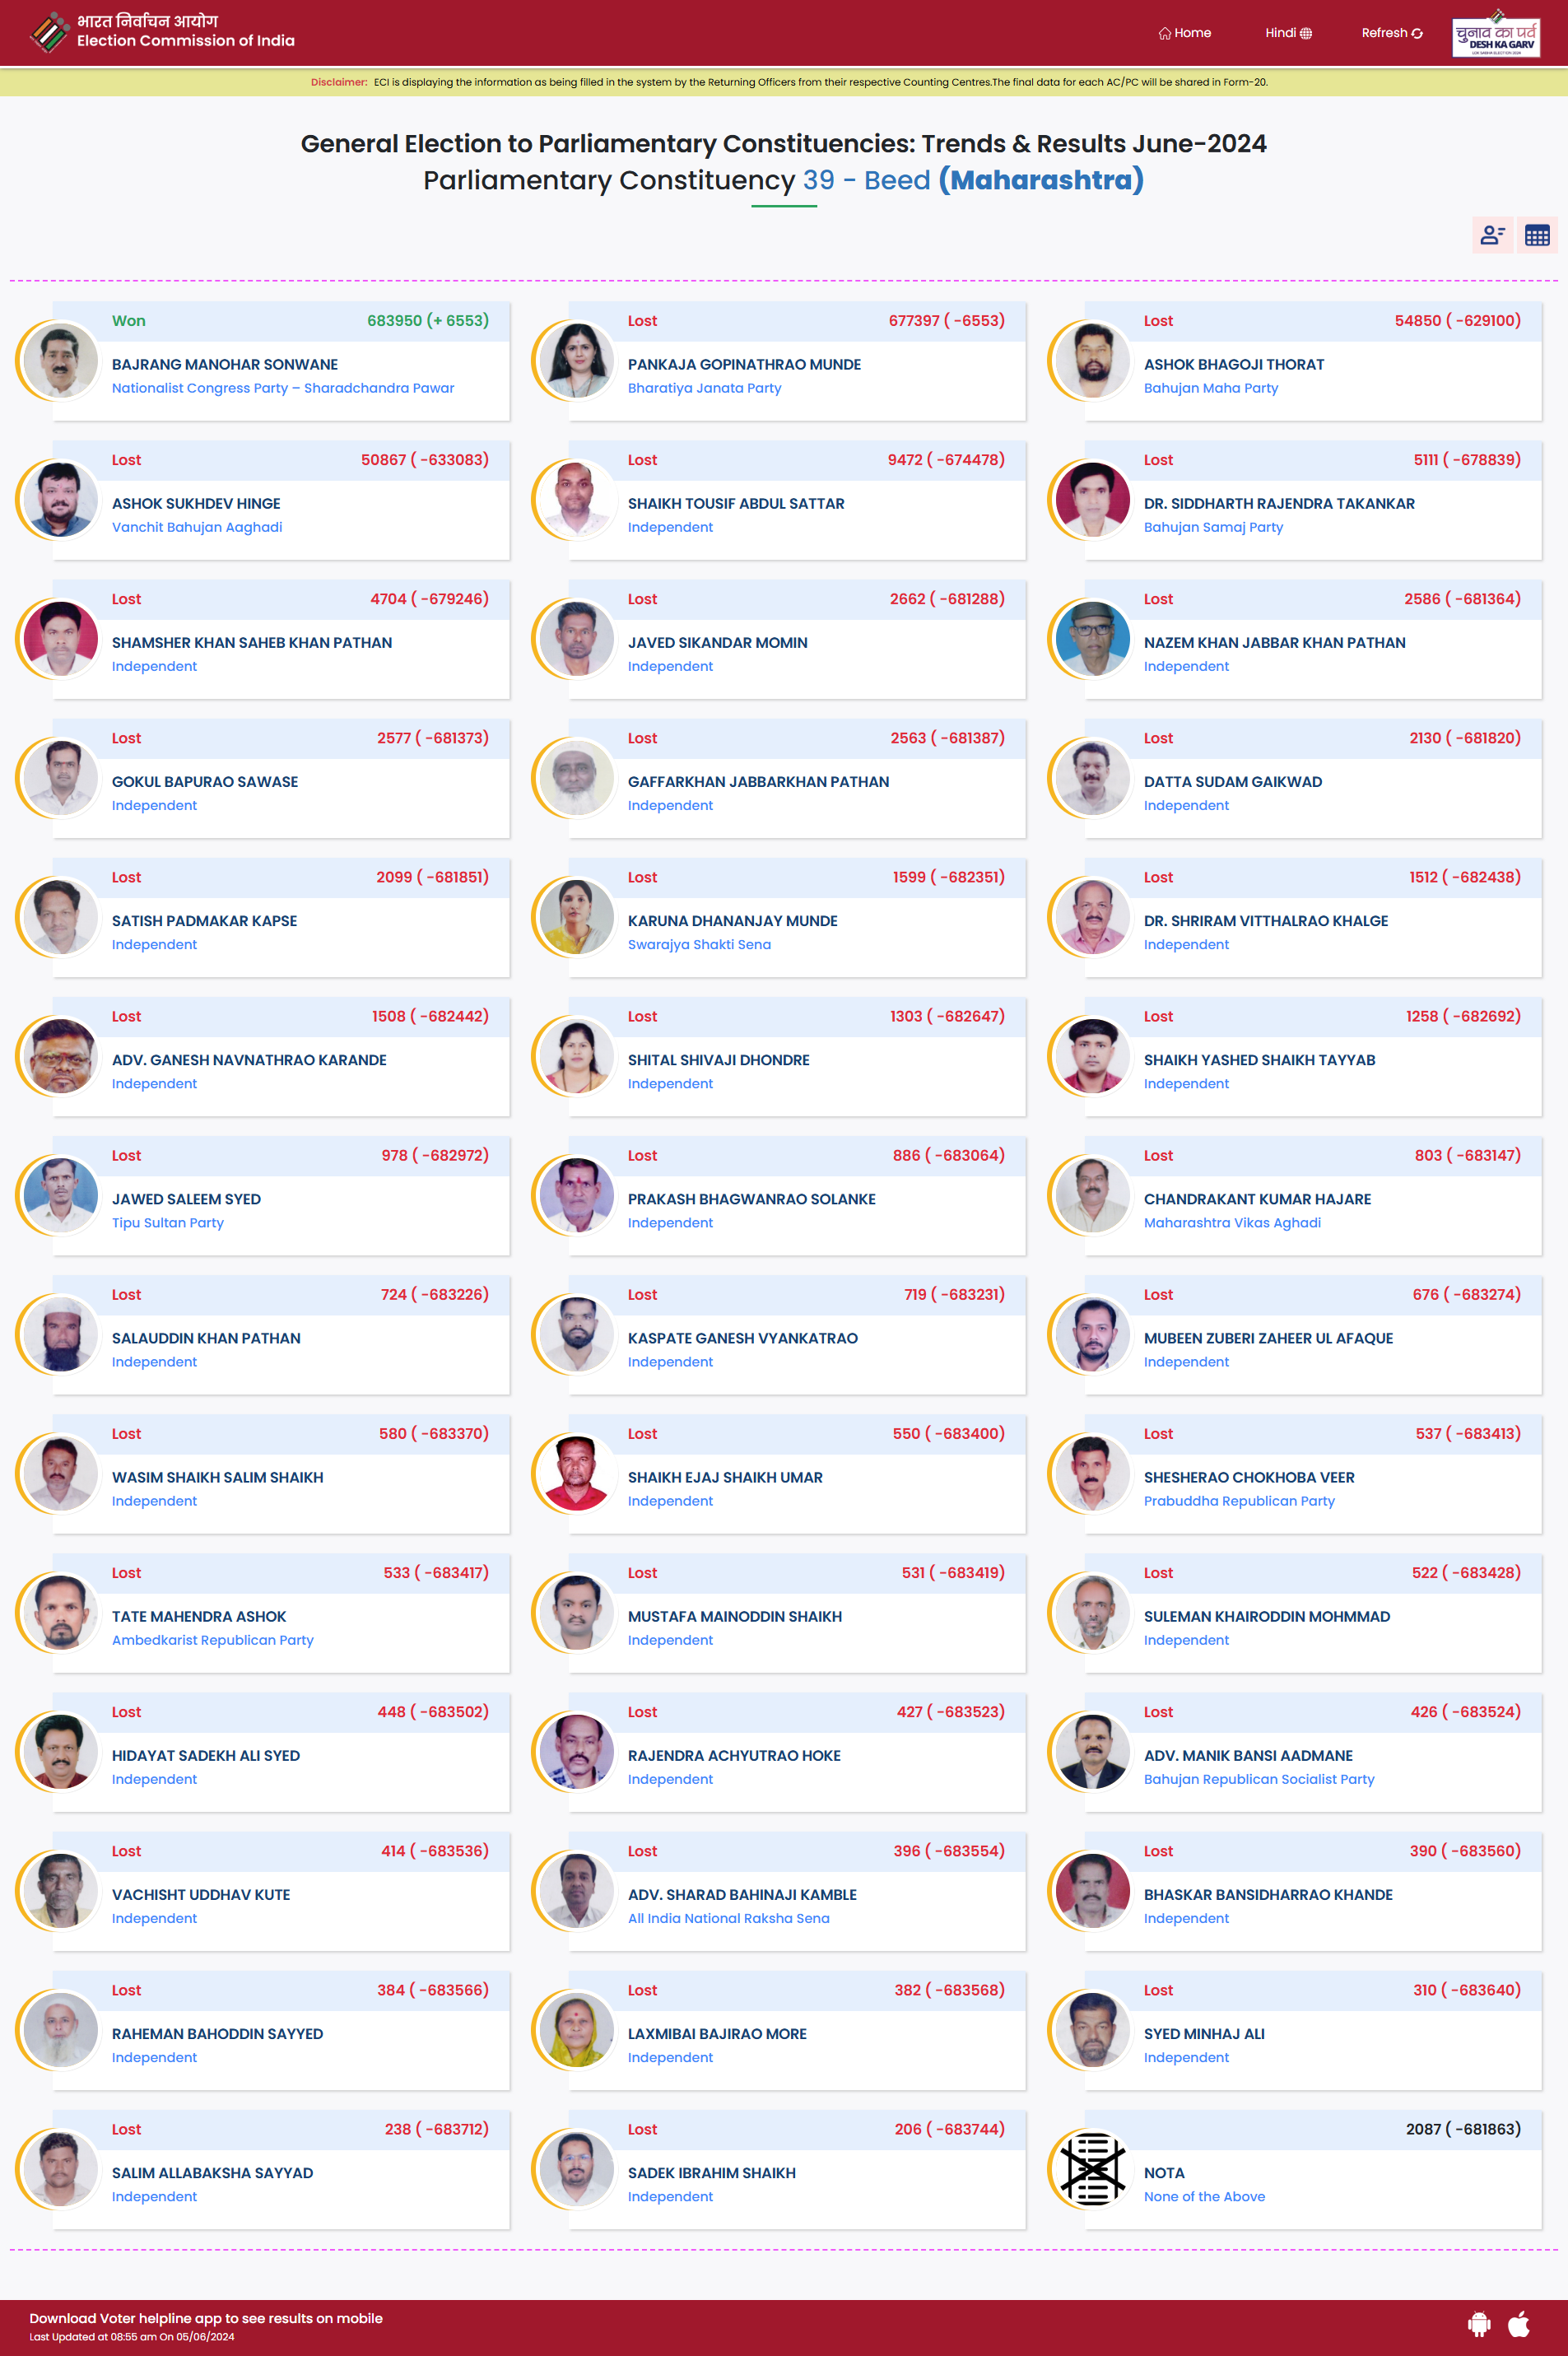 भारत निर्वाचन आयोग
Election Commission of India
Home
Hindi
Refresh
चुनाव का पर्व
DESH KA GARV
Disclaimer: ECI is displaying the information as being filled in the system by the Returning Officers from their respective Counting Centres.The final data for each AC/PC will be shared in Form-20.
General Election to Parliamentary Constituencies: Trends & Results June-2024
Parliamentary Constituency 39 - Beed (Maharashtra)
Won 683950 (+ 6553)
BAJRANG MANOHAR SONWANE
Nationalist Congress Party – Sharadchandra Pawar
Lost 677397 ( -6553)
PANKAJA GOPINATHRAO MUNDE
Bharatiya Janata Party
Lost 54850 ( -629100)
ASHOK BHAGOJI THORAT
Bahujan Maha Party
Lost 50867 ( -633083)
ASHOK SUKHDEV HINGE
Vanchit Bahujan Aaghadi
Lost 9472 ( -674478)
SHAIKH TOUSIF ABDUL SATTAR
Independent
Lost 5111 ( -678839)
DR. SIDDHARTH RAJENDRA TAKANKAR
Bahujan Samaj Party
Lost 4704 ( -679246)
SHAMSHER KHAN SAHEB KHAN PATHAN
Independent
Lost 2662 ( -681288)
JAVED SIKANDAR MOMIN
Independent
Lost 2586 ( -681364)
NAZEM KHAN JABBAR KHAN PATHAN
Independent
Lost 2577 ( -681373)
GOKUL BAPURAO SAWASE
Independent
Lost 2563 ( -681387)
GAFFARKHAN JABBARKHAN PATHAN
Independent
Lost 2130 ( -681820)
DATTA SUDAM GAIKWAD
Independent
Lost 2099 ( -681851)
SATISH PADMAKAR KAPSE
Independent
Lost 1599 ( -682351)
KARUNA DHANANJAY MUNDE
Swarajya Shakti Sena
Lost 1512 ( -682438)
DR. SHRIRAM VITTHALRAO KHALGE
Independent
Lost 1508 ( -682442)
ADV. GANESH NAVNATHRAO KARANDE
Independent
Lost 1303 ( -682647)
SHITAL SHIVAJI DHONDRE
Independent
Lost 1258 ( -682692)
SHAIKH YASHED SHAIKH TAYYAB
Independent
Lost 978 ( -682972)
JAWED SALEEM SYED
Tipu Sultan Party
Lost 886 ( -683064)
PRAKASH BHAGWANRAO SOLANKE
Independent
Lost 803 ( -683147)
CHANDRAKANT KUMAR HAJARE
Maharashtra Vikas Aghadi
Lost 724 ( -683226)
SALAUDDIN KHAN PATHAN
Independent
Lost 719 ( -683231)
KASPATE GANESH VYANKATRAO
Independent
Lost 676 ( -683274)
MUBEEN ZUBERI ZAHEER UL AFAQUE
Independent
Lost 580 ( -683370)
WASIM SHAIKH SALIM SHAIKH
Independent
Lost 550 ( -683400)
SHAIKH EJAJ SHAIKH UMAR
Independent
Lost 537 ( -683413)
SHESHERAO CHOKHOBA VEER
Prabuddha Republican Party
Lost 533 ( -683417)
TATE MAHENDRA ASHOK
Ambedkarist Republican Party
Lost 531 ( -683419)
MUSTAFA MAINODDIN SHAIKH
Independent
Lost 522 ( -683428)
SULEMAN KHAIRODDIN MOHMMAD
Independent
Lost 448 ( -683502)
HIDAYAT SADEKH ALI SYED
Independent
Lost 427 ( -683523)
RAJENDRA ACHYUTRAO HOKE
Independent
Lost 426 ( -683524)
ADV. MANIK BANSI AADMANE
Bahujan Republican Socialist Party
Lost 414 ( -683536)
VACHISHT UDDHAV KUTE
Independent
Lost 396 ( -683554)
ADV. SHARAD BAHINAJI KAMBLE
All India National Raksha Sena
Lost 390 ( -683560)
BHASKAR BANSIDHARRAO KHANDE
Independent
Lost 384 ( -683566)
RAHEMAN BAHODDIN SAYYED
Independent
Lost 382 ( -683568)
LAXMIBAI BAJIRAO MORE
Independent
Lost 310 ( -683640)
SYED MINHAJ ALI
Independent
Lost 238 ( -683712)
SALIM ALLABAKSHA SAYYAD
Independent
Lost 206 ( -683744)
SADEK IBRAHIM SHAIKH
Independent
2087 ( -681863)
NOTA
None of the Above
Download Voter helpline app to see results on mobile
Last Updated at 08:55 am On 05/06/2024